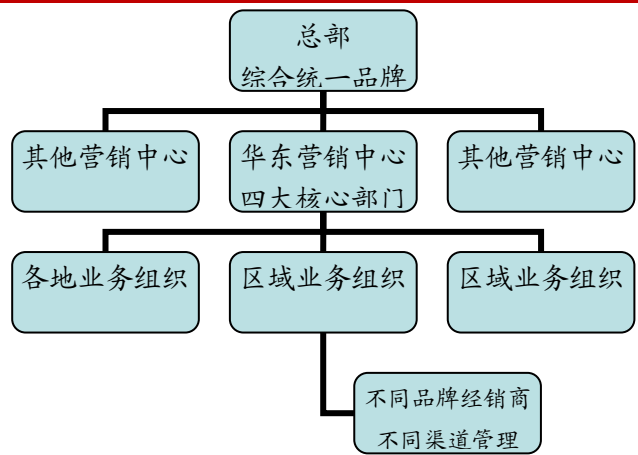 总部
综合统一品牌
其他营销中心
华东营销中心
四大核心部门
其他营销中心
各地业务组织
区域业务组织
区域业务组织
不同品牌经销商
不同渠道管理